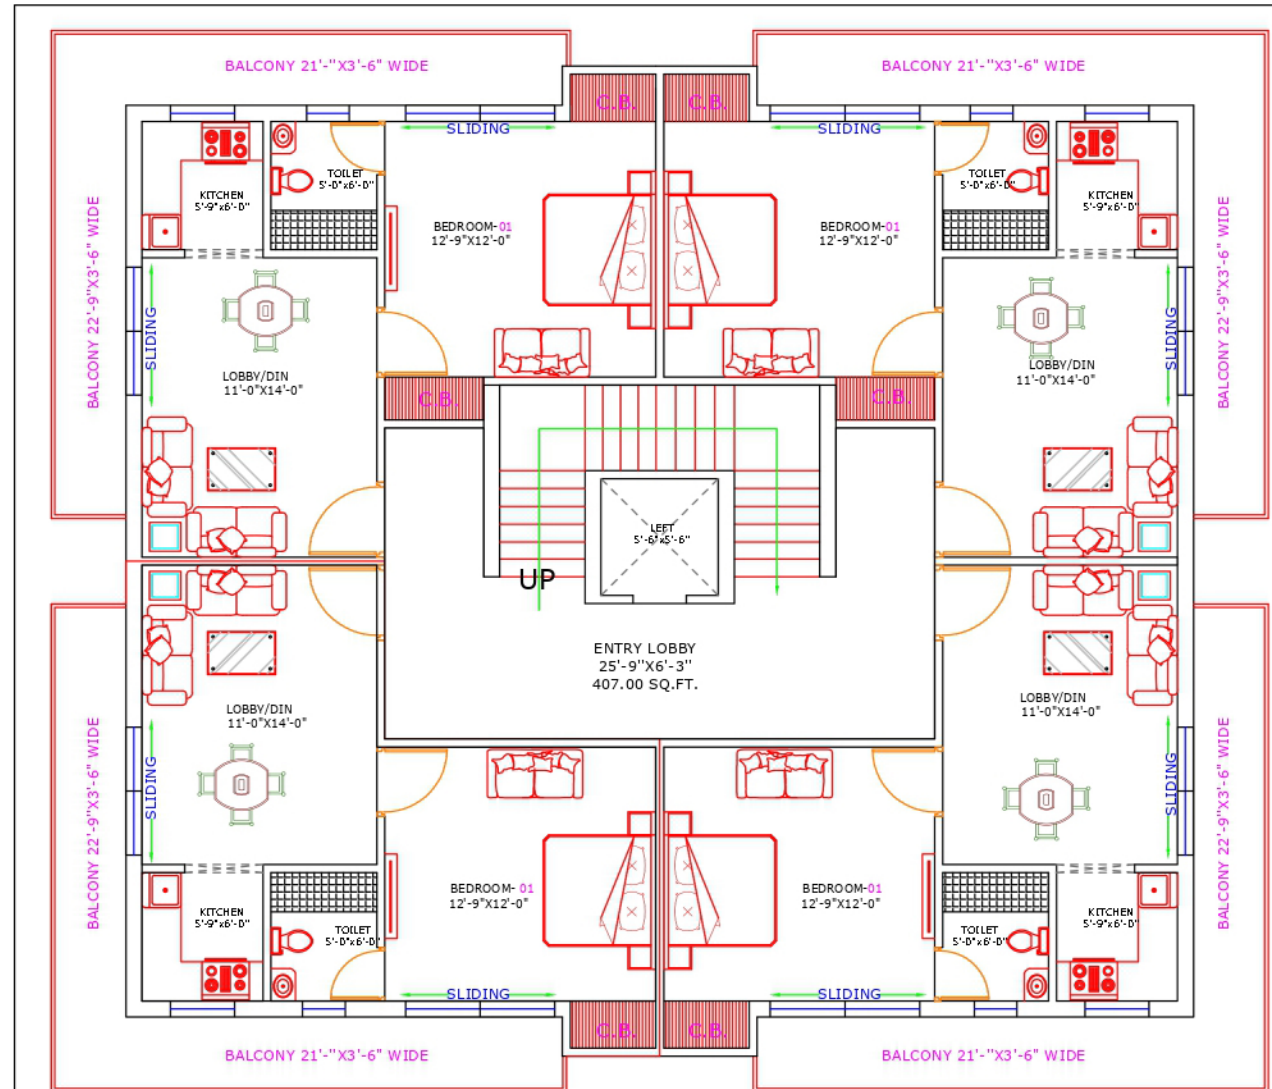 BALCONY 21'-"X3'-6" WIDE
BALCONY 21'-"X3'-6" WIDE
C.B.
C.B.
SLIDING
SLIDING
KITCHEN
5'-9"x6'-0"
TOILET
5'-0"x6'-0"
BEDROOM-01
12'-9"X12'-0"
BEDROOM-01
12'-9"X12'-0"
TOILET
5'-0"x6'-0"
KITCHEN
5'-9"x6'-0"
BALCONY 22'-9"X3'-6" WIDE
SLIDING
LOBBY/DIN
11'-0"X14'-0"
C.B.
C.B.
LOBBY/DIN
11'-0"X14'-0"
SLIDING
BALCONY 22'-9"X3'-6" WIDE
LEFT
5'-6"x5'-6"
UP
ENTRY LOBBY
25'-9"X6'-3"
407.00 SQ.FT.
BALCONY 22'-9"X3'-6" WIDE
SLIDING
LOBBY/DIN
11'-0"X14'-0"
LOBBY/DIN
11'-0"X14'-0"
SLIDING
BALCONY 22'-9"X3'-6" WIDE
KITCHEN
5'-9"x6'-0"
TOILET
5'-0"x6'-0"
BEDROOM- 01
12'-9"X12'-0"
BEDROOM-01
12'-9"X12'-0"
TOILET
5'-0"x6'-0"
KITCHEN
5'-9"x6'-0"
SLIDING
SLIDING
C.B.
C.B.
BALCONY 21'-"X3'-6" WIDE
BALCONY 21'-"X3'-6" WIDE